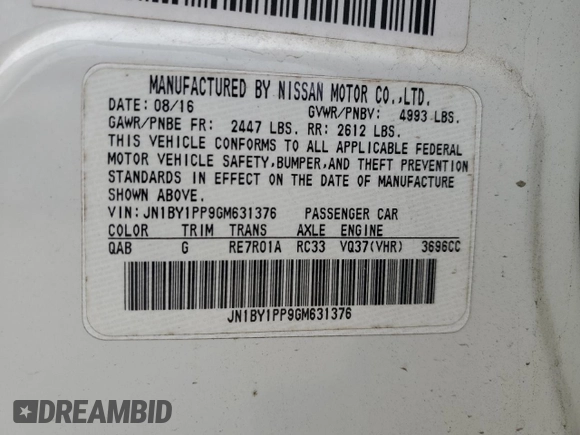 MANUFACTURED BY NISSAN MOTOR CO.,LTD.
DATE: 08/16 GVWR/PNBV: 4993 LBS.
GAWR/PNBE FR: 2447 LBS. RR: 2612 LBS.
THIS VEHICLE CONFORMS TO ALL APPLICABLE FEDERAL
MOTOR VEHICLE SAFETY,BUMPER,AND THEFT PREVENTION
STANDARDS IN EFFECT ON THE DATE OF MANUFACTURE
SHOWN ABOVE.
VIN: JN1BY1PP9GM631376 PASSENGER CAR
COLOR TRIM TRANS AXLE ENGINE
QAB G RE7R01A RC33 VQ37(VHR) 3696CC
JN1BY1PP9GM631376
DREAMBID